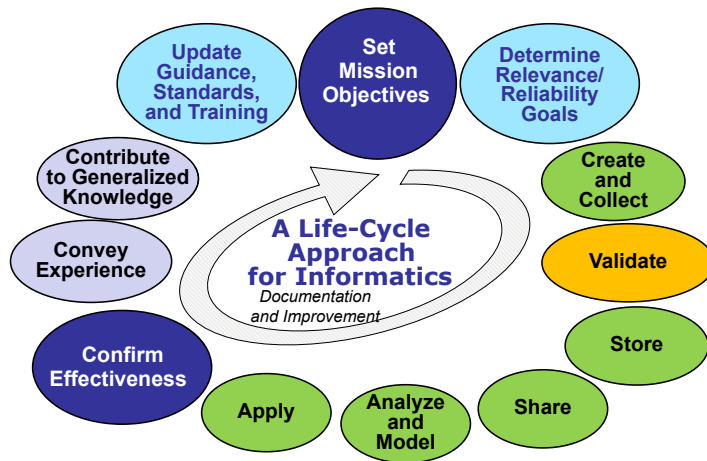 Set
Mission
Objectives
Determine
Relevance/
Reliability
Goals
Create
and
Collect
Validate
Store
Share
Analyze
and
Model
Apply
Confirm
Effectiveness
Convey
Experience
Contribute
to Generalized
Knowledge
Update
Guidance,
Standards,
and Training
A Life-Cycle
Approach
for Informatics
Documentation
and Improvement